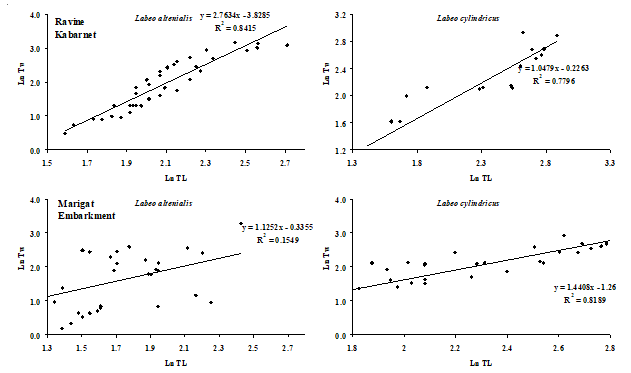 Ravine
Kabarnet
Labeo altenialis
y = 2.7634x - 3.8285
R² = 0.8415
Ln Tw
4.0
3.0
2.0
1.0
0.0
1.5 1.7 1.9 2.1 2.3 2.5 2.7
Ln TL
Labeo cylindricus
y = 1.0479x - 0.2263
R² = 0.7796
Ln Tw
3.2
2.8
2.4
2.0
1.6
1.2
1.3 1.8 2.3 2.8 3.3
Ln TL
Marigat
Embarkment
Labeo altenialis
y = 1.1252x - 0.3355
R² = 0.1549
Ln Tw
4.0
3.0
2.0
1.0
0.0
1.3 1.5 1.7 1.9 2.1 2.3 2.5 2.7
Ln TL
Labeo cylindricus
y = 1.4408x - 1.26
R² = 0.8189
Ln Tw
4.0
3.0
2.0
1.0
0.0
1.8 2 2.2 2.4 2.6 2.8
Ln TL